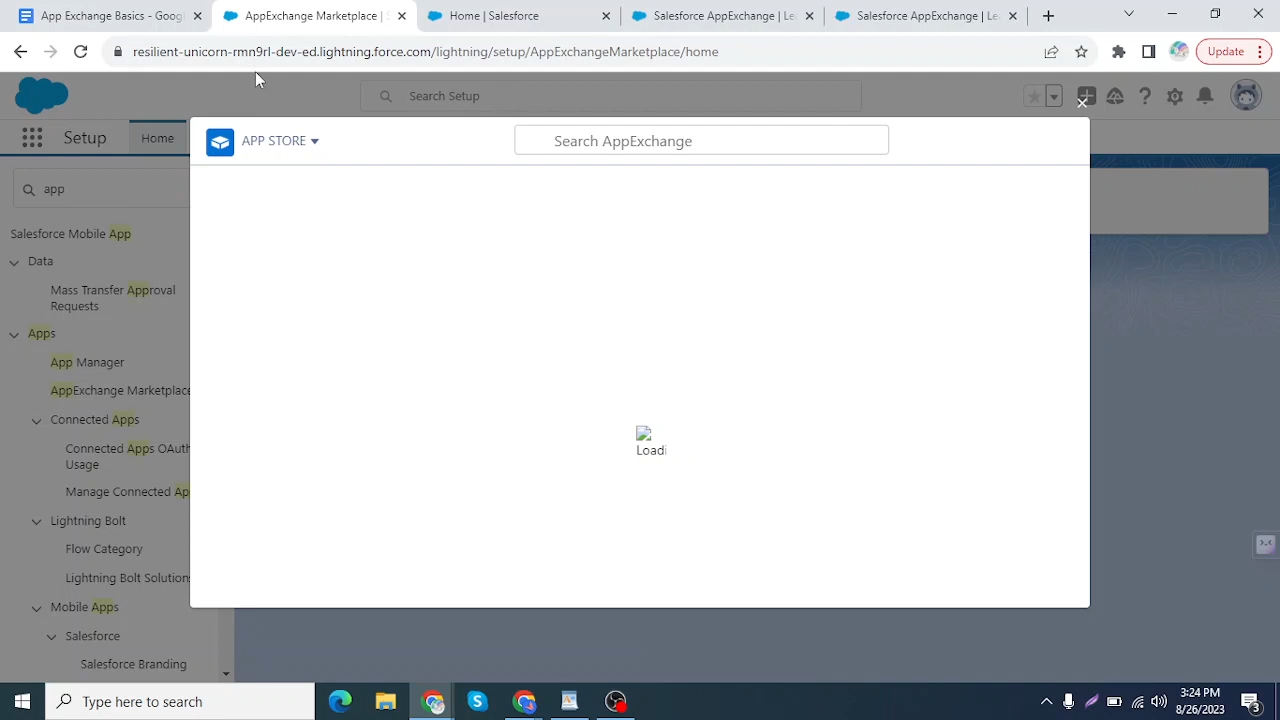 AppExchange Basics - Goog
AppExchange Marketplace | S
Home | Salesforce
Salesforce AppExchange | Le
Salesforce AppExchange | Le
resilient-unicorn-rmn9rl-dev-ed.lightning.force.com/lightning/setup/AppExchangeMarketplace/home
Update
Search Setup
Setup
Home
APP STORE
Search AppExchange
app
Salesforce Mobile App
Data
Mass Transfer Approval
Requests
Apps
App Manager
AppExchange Marketplace
Connected Apps
Connected Apps OAuth
Usage
Manage Connected Ap
Lightning Bolt
Flow Category
Lightning Bolt Solutions
Mobile Apps
Salesforce
Salesforce Branding
Loadi
Type here to search
3:24 PM
8/26/2023
3